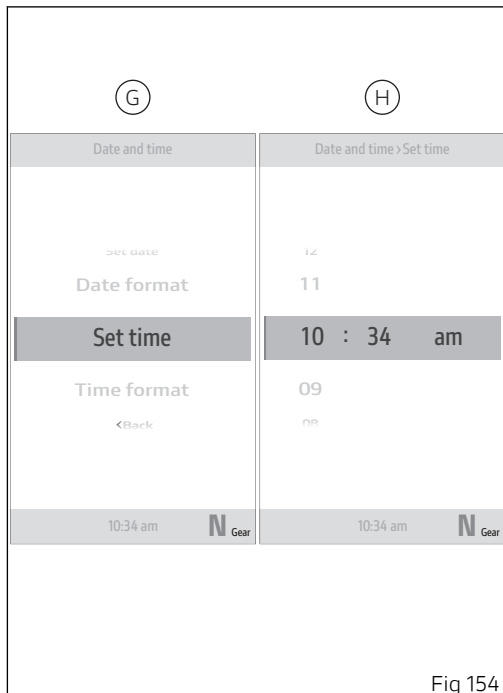 G
Date and time
Set date
Date format
Set time
Time format
<Back
10:34 am N Gear
H
Date and time›Set time
12
11
10 : 34 am
09
08
10:34 am N Gear
Fig 154